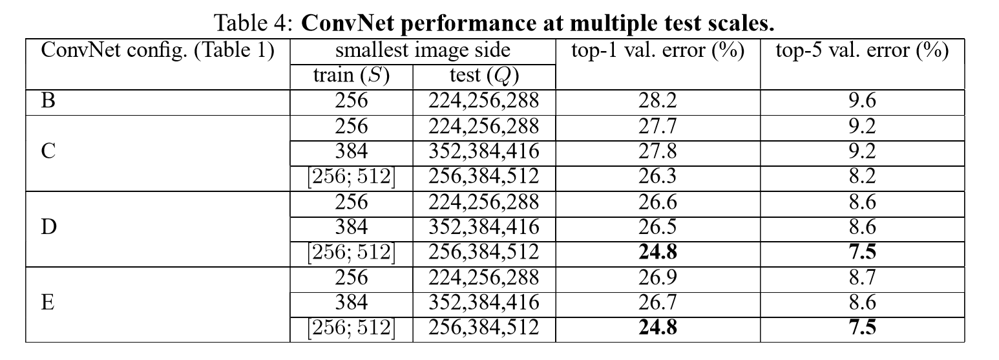 Table 4: ConvNet performance at multiple test scales.
ConvNet config. (Table 1) smallest image side top-1 val. error (%) top-5 val. error (%)
train (S) test (Q)
B 256 224,256,288 28.2 9.6
256 224,256,288 27.7 9.2
C 384 352,384,416 27.8 9.2
[256; 512] 256,384,512 26.3 8.2
256 224,256,288 26.6 8.6
D 384 352,384,416 26.5 8.6
[256; 512] 256,384,512 24.8 7.5
256 224,256,288 26.9 8.7
E 384 352,384,416 26.7 8.6
[256; 512] 256,384,512 24.8 7.5